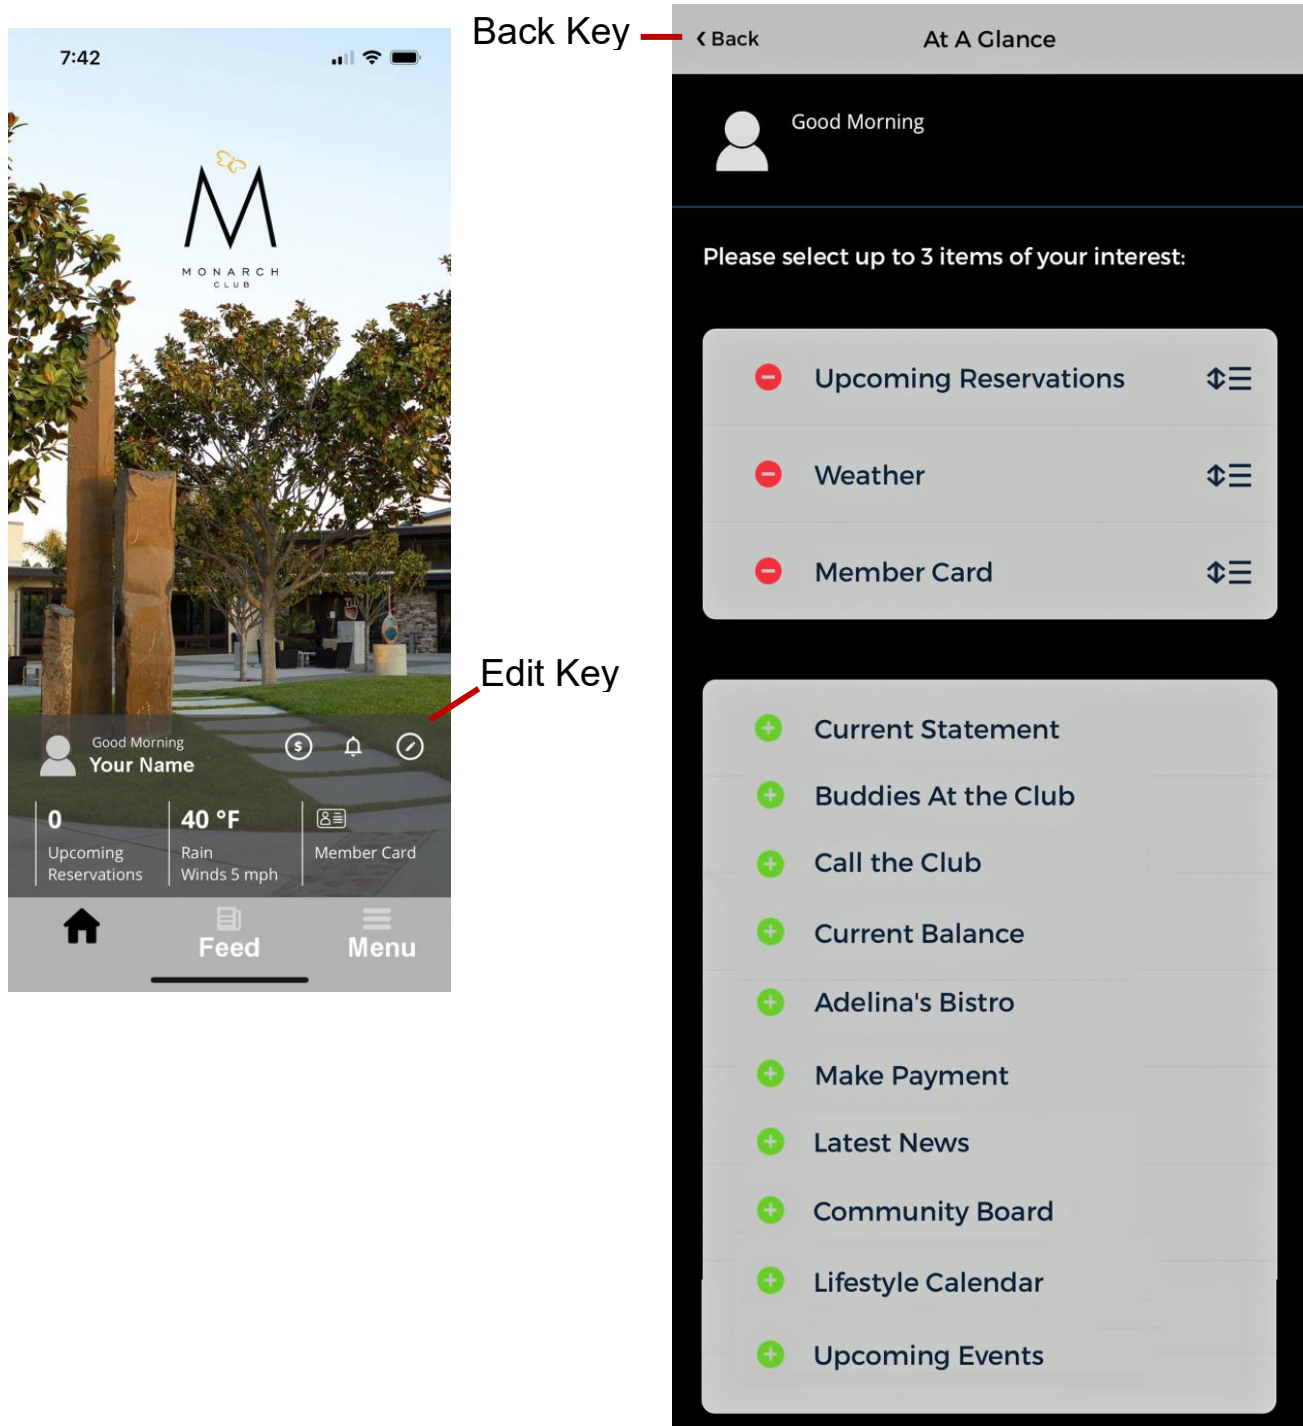 Back Key
7:42
MONARCH
CLUB
Edit Key
Good Morning
Your Name
$
0
Upcoming
Reservations
40 °F
Rain
Winds 5 mph
Member Card
Feed
Menu
Back
At A Glance
Good Morning
Please select up to 3 items of your interest:
Upcoming Reservations
Weather
Member Card
Current Statement
Buddies At the Club
Call the Club
Current Balance
Adelina's Bistro
Make Payment
Latest News
Community Board
Lifestyle Calendar
Upcoming Events